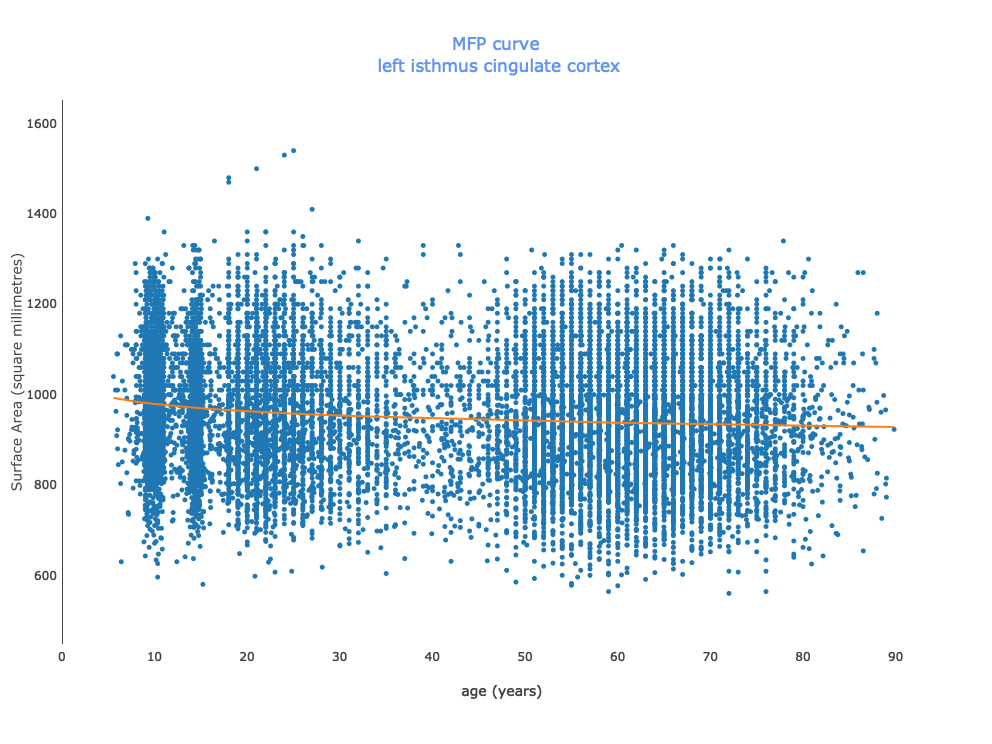 MFP curve
left isthmus cingulate cortex
Surface Area (square millimetres)
1600
1400
1200
1000
800
600
0 10 20 30 40 50 60 70 80 90
age (years)